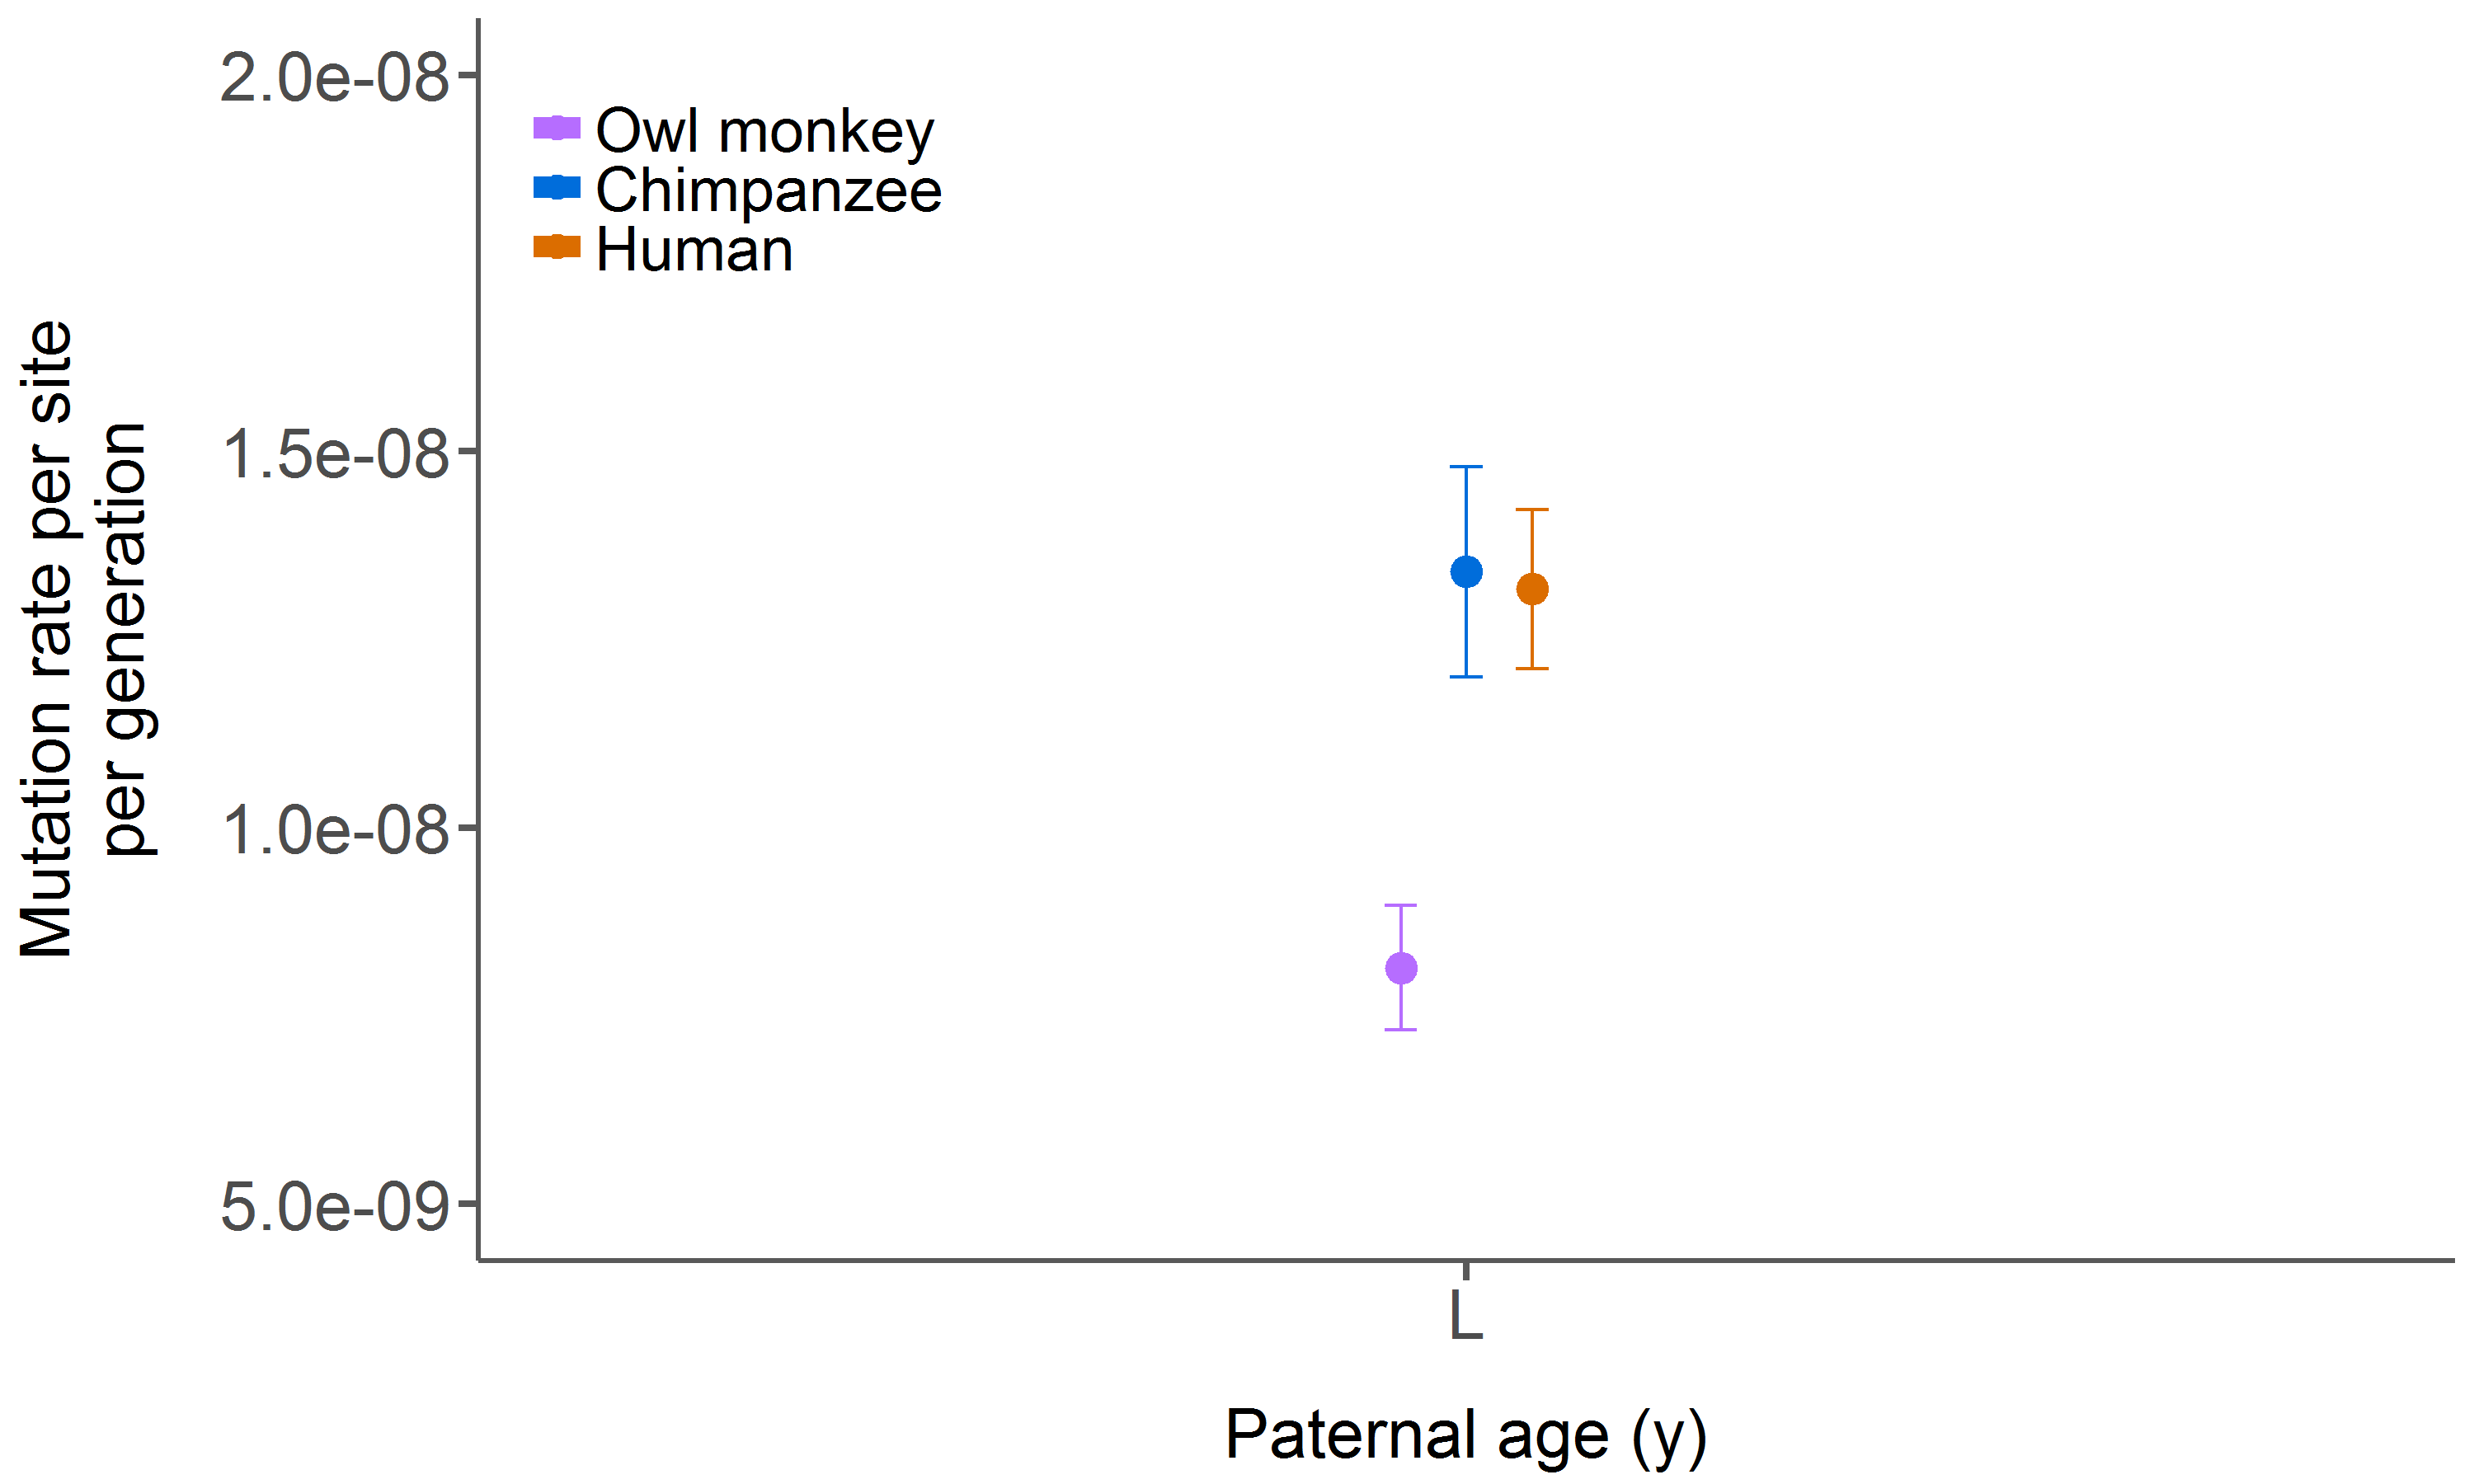 2.0e-08
1.5e-08
1.0e-08
5.0e-09
Mutation rate per site
per generation
Owl monkey
Chimpanzee
Human
L
Paternal age (y)